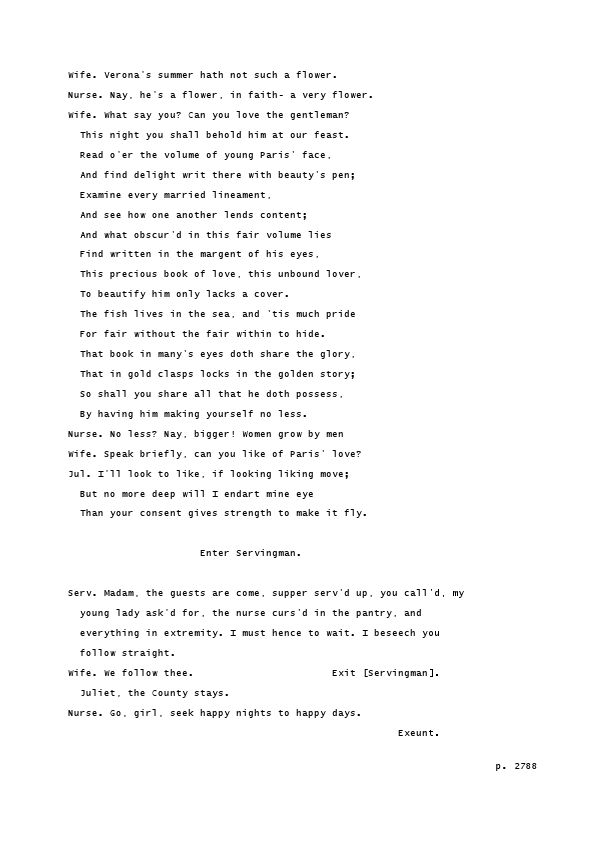 Wife. Verona's summer hath not such a flower.
Nurse. Nay, he's a flower, in faith- a very flower.
Wife. What say you? Can you love the gentleman?
This night you shall behold him at our feast.
Read o'er the volume of young Paris' face,
And find delight writ there with beauty's pen;
Examine every married lineament,
And see how one another lends content;
And what obscur'd in this fair volume lies
Find written in the margent of his eyes,
This precious book of love, this unbound lover,
To beautify him only lacks a cover.
The fish lives in the sea, and 'tis much pride
For fair without the fair within to hide.
That book in many's eyes doth share the glory,
That in gold clasps locks in the golden story;
So shall you share all that he doth possess,
By having him making yourself no less.
Nurse. No less? Nay, bigger! Women grow by men
Wife. Speak briefly, can you like of Paris' love?
Jul. I'll look to like, if looking liking move;
But no more deep will I endart mine eye
Than your consent gives strength to make it fly.
Enter Servingman.
Serv. Madam, the guests are come, supper serv'd up, you call'd, my
young lady ask'd for, the nurse curs'd in the pantry, and
everything in extremity. I must hence to wait. I beseech you
follow straight.
Wife. We follow thee. Exit [Servingman].
Juliet, the County stays.
Nurse. Go, girl, seek happy nights to happy days.
Exeunt.
p. 2788